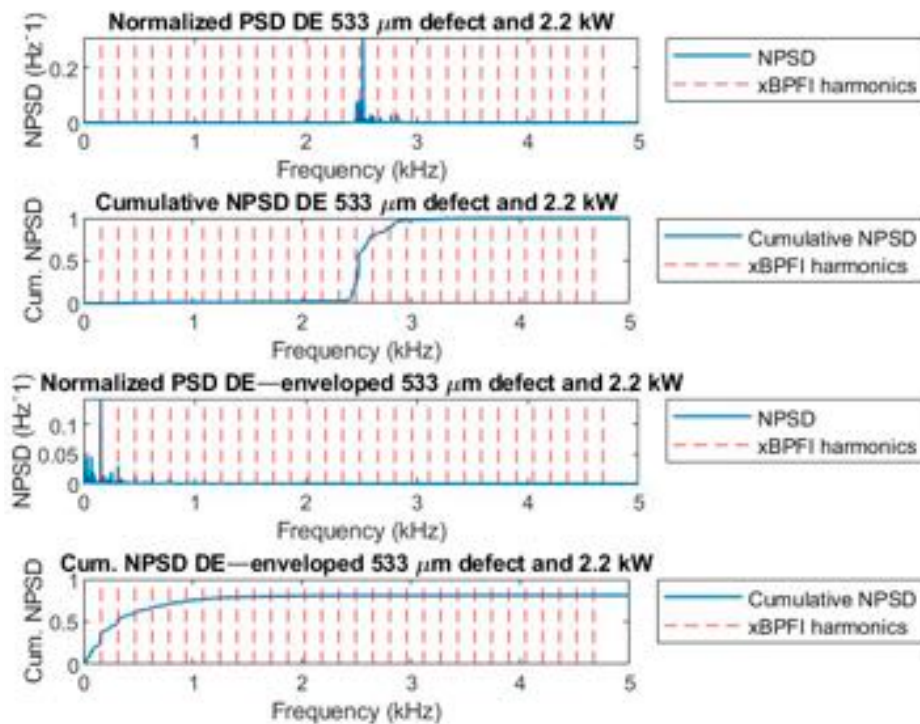 Normalized PSD DE 533 μm defect and 2.2 kW
NPSD (Hz-1)
0.2
0
0 1 2 3 4 5
Frequency (kHz)
NPSD
xBPFI harmonics
Cumulative NPSD DE 533 μm defect and 2.2 kW
Cum. NPSD
1
0.5
0
0 1 2 3 4 5
Frequency (kHz)
Cumulative NPSD
xBPFI harmonics
Normalized PSD DE—enveloped 533 μm defect and 2.2 kW
NPSD (Hz-1)
0.1
0.05
0
0 1 2 3 4 5
Frequency (kHz)
NPSD
xBPFI harmonics
Cum. NPSD DE—enveloped 533 μm defect and 2.2 kW
Cum. NPSD
1
0.5
0
0 1 2 3 4 5
Frequency (kHz)
Cumulative NPSD
xBPFI harmonics